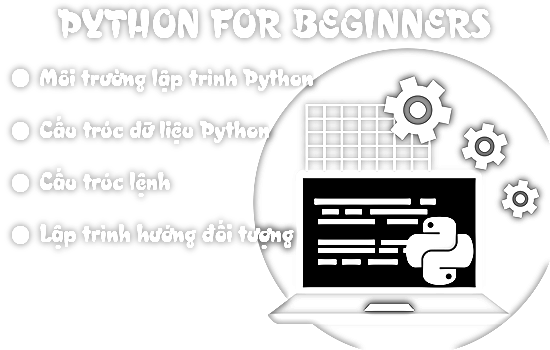 PYTHON FOR BEGINNERS
Môi trường lập trình Python
Cấu trúc dữ liệu Python
Cấu trúc lệnh
Lập trình hướng đối tượng